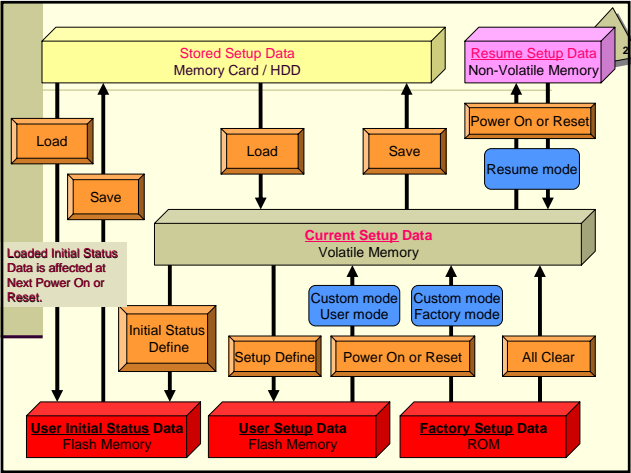 Stored Setup Data
Memory Card / HDD
Resume Setup Data
Non-Volatile Memory
2
Load
Save
Load
Save
Power On or Reset
Resume mode
Current Setup Data
Volatile Memory
Loaded Initial Status
Data is affected at
Next Power On or
Reset.
Initial Status
Define
Setup Define
Custom mode
User mode
Custom mode
Factory mode
Power On or Reset
All Clear
User Initial Status Data
Flash Memory
User Setup Data
Flash Memory
Factory Setup Data
ROM